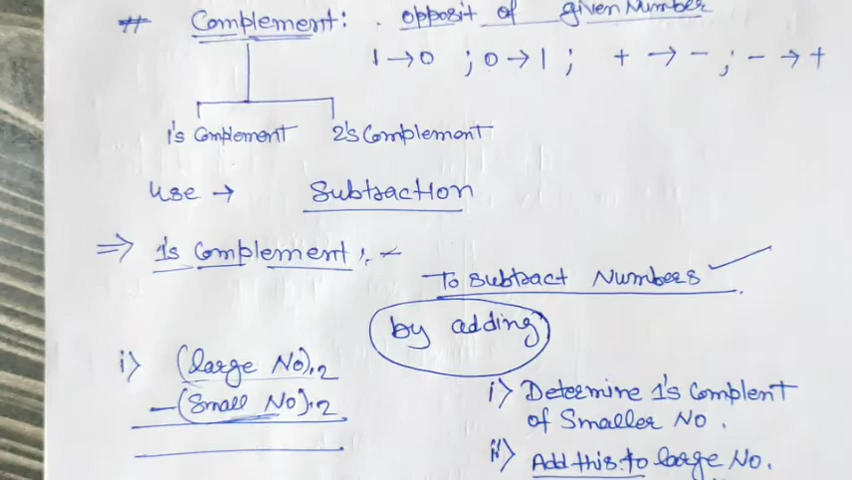 # Complement: . opposit of given Number
1 → 0 ; 0 → 1 ; + → - ; - → +
1's Complement 2's Complement
Use → Subtraction
⇒ 1s Complement :-
To subtract Numbers ✓
by adding
i) (large No).2
- (Small No).2
i) Determine 1's Complent
of Smaller No .
ii) Add this to large No.